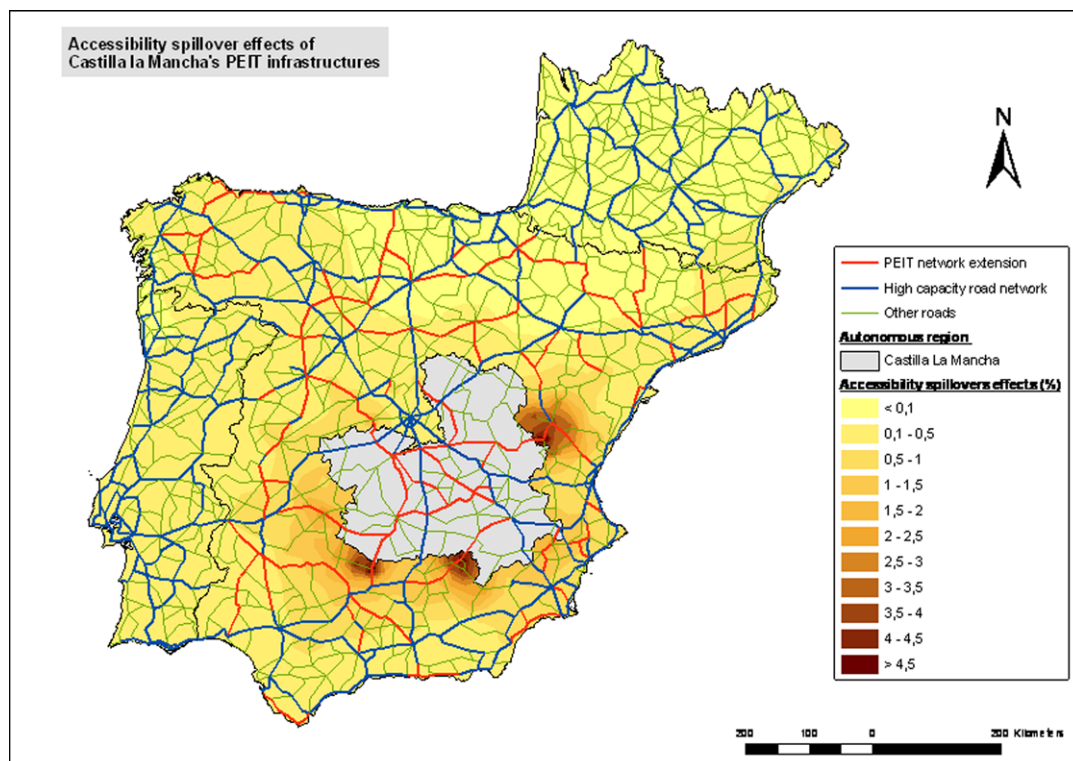 Accessibility spillover effects of
Castilla la Mancha's PEIT infrastructures
N
PEIT network extension
High capacity road network
Other roads
Autonomous region
Castilla La Mancha
Accessibility spillovers effects (%)
< 0,1
0,1 - 0,5
0,5 - 1
1 - 1,5
1,5 - 2
2 - 2,5
2,5 - 3
3 - 3,5
3,5 - 4
4 - 4,5
> 4,5
200 100 0 200 Kilometers